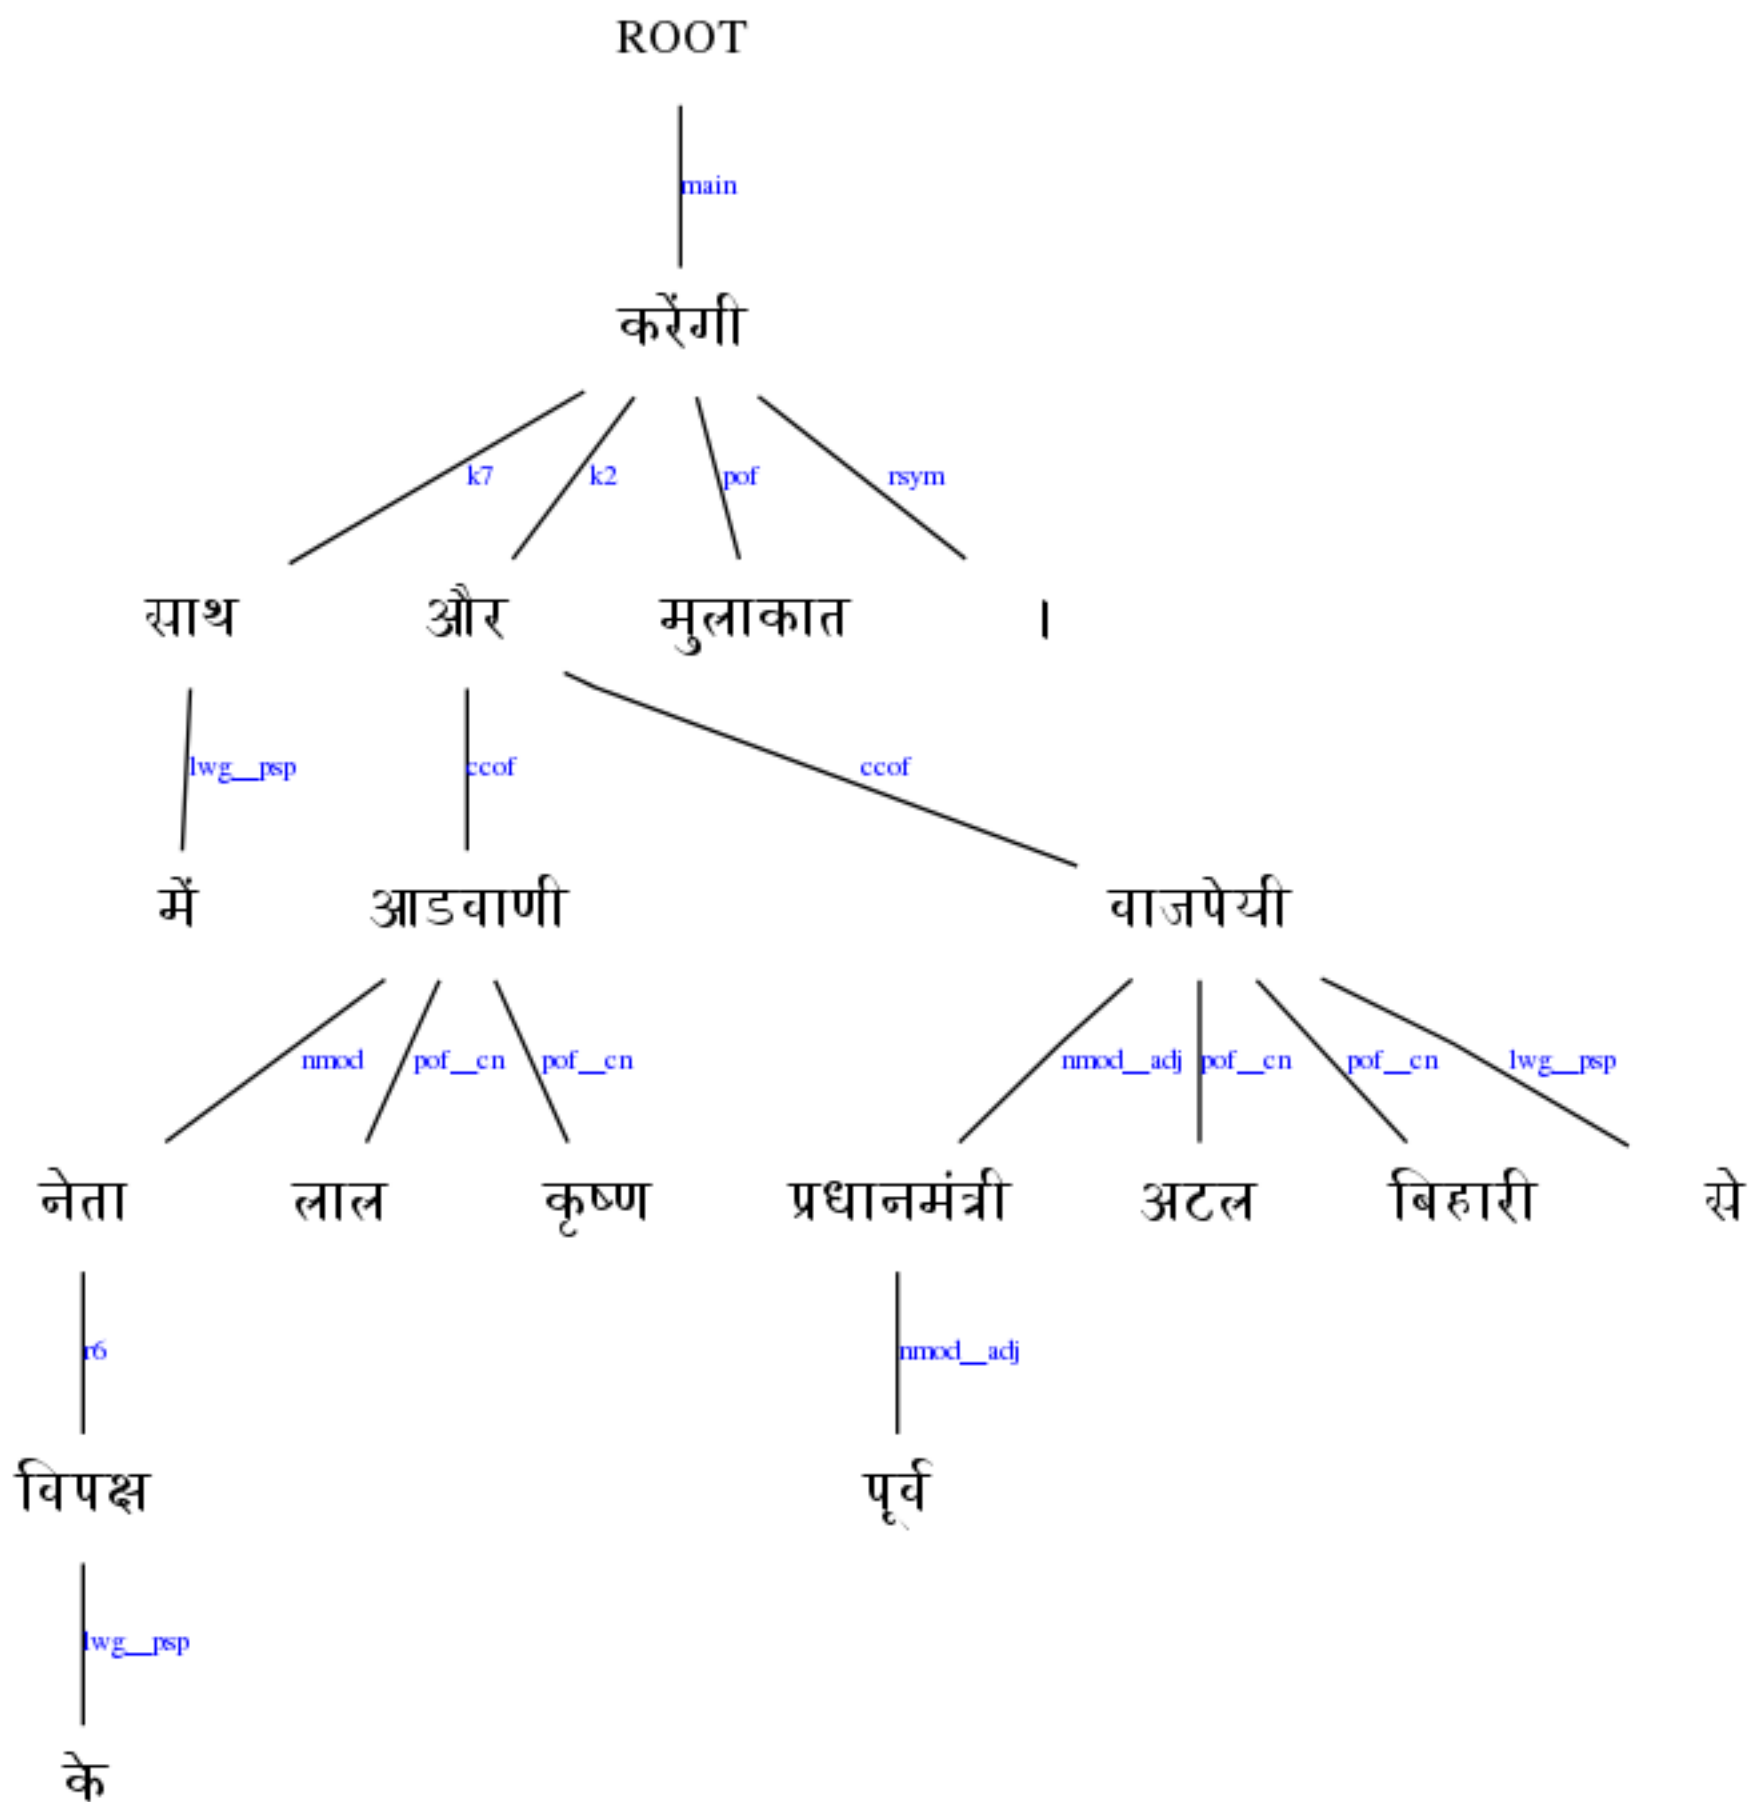 ROOT
main
करेंगी
k7 k2 pof rsym
साथ और मुलाकात ।
lwg__psp ccof ccof
में आडवाणी वाजपेयी
nmod pof__cn pof__cn nmod__adj pof__cn pof__cn lwg__psp
नेता लाल कृष्ण प्रधानमंत्री अटल बिहारी से
r6 nmod__adj
विपक्ष पूर्व
lwg__psp
के